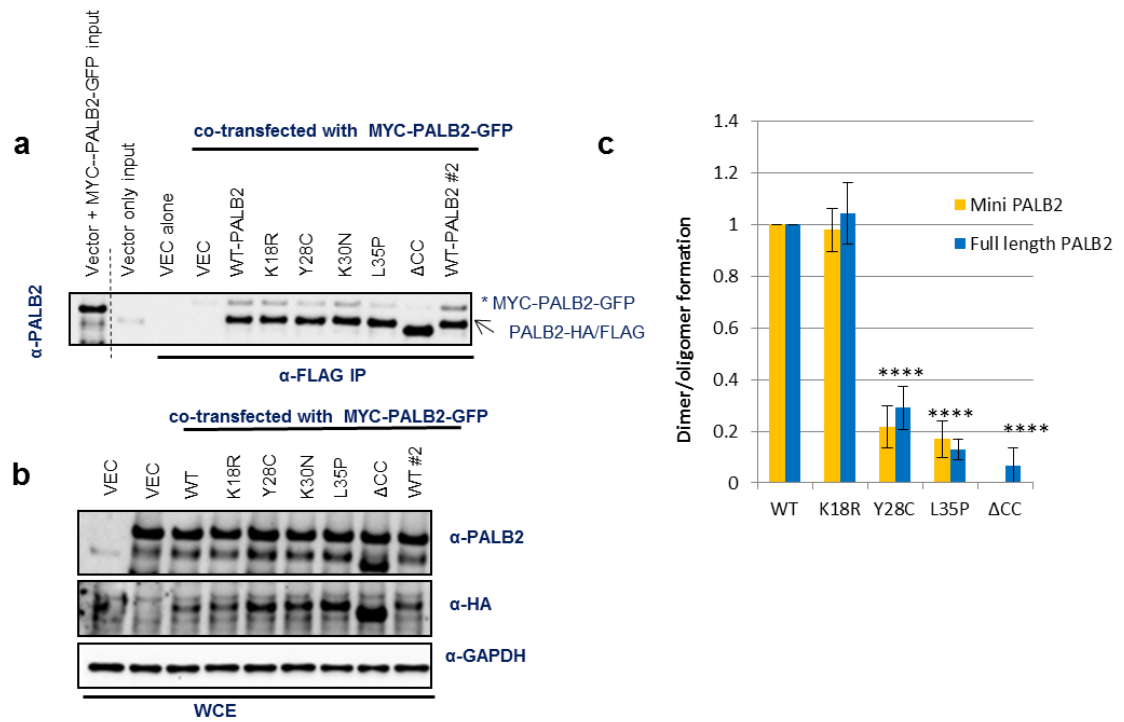 a
co-transfected with MYC-PALB2-GFP
Vector + MYC--PALB2-GFP input
Vector only input
VEC alone
VEC
WT-PALB2
K18R
Y28C
K30N
L35P
ΔCC
WT-PALB2 #2
α-PALB2
* MYC-PALB2-GFP
PALB2-HA/FLAG
α-FLAG IP
b
co-transfected with MYC-PALB2-GFP
VEC
VEC
WT
K18R
Y28C
K30N
L35P
ΔCC
WT #2
α-PALB2
α-HA
α-GAPDH
WCE
c
Dimer/oligomer formation
1.4
1.2
1
0.8
0.6
0.4
0.2
0
Mini PALB2
Full length PALB2
****
****
****
WT K18R Y28C L35P ΔCC